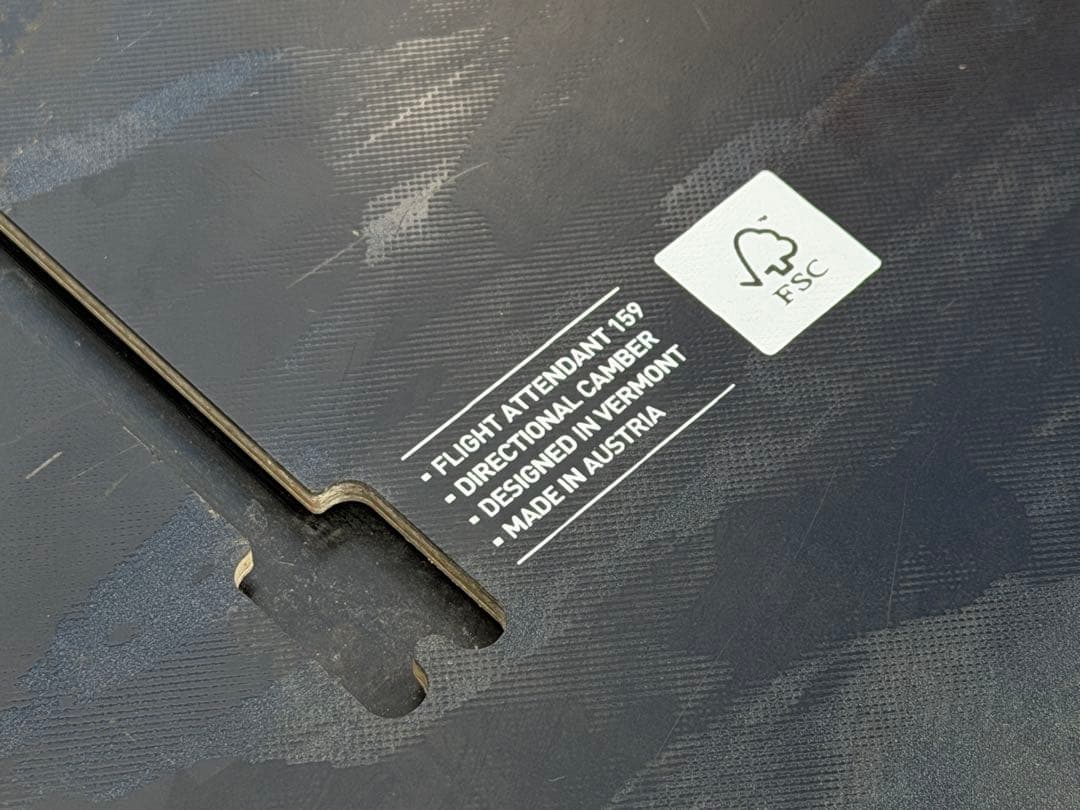 • FLIGHT ATTENDANT 159
• DIRECTIONAL CAMBER
• DESIGNED IN VERMONT
• MADE IN AUSTRIA
FSC